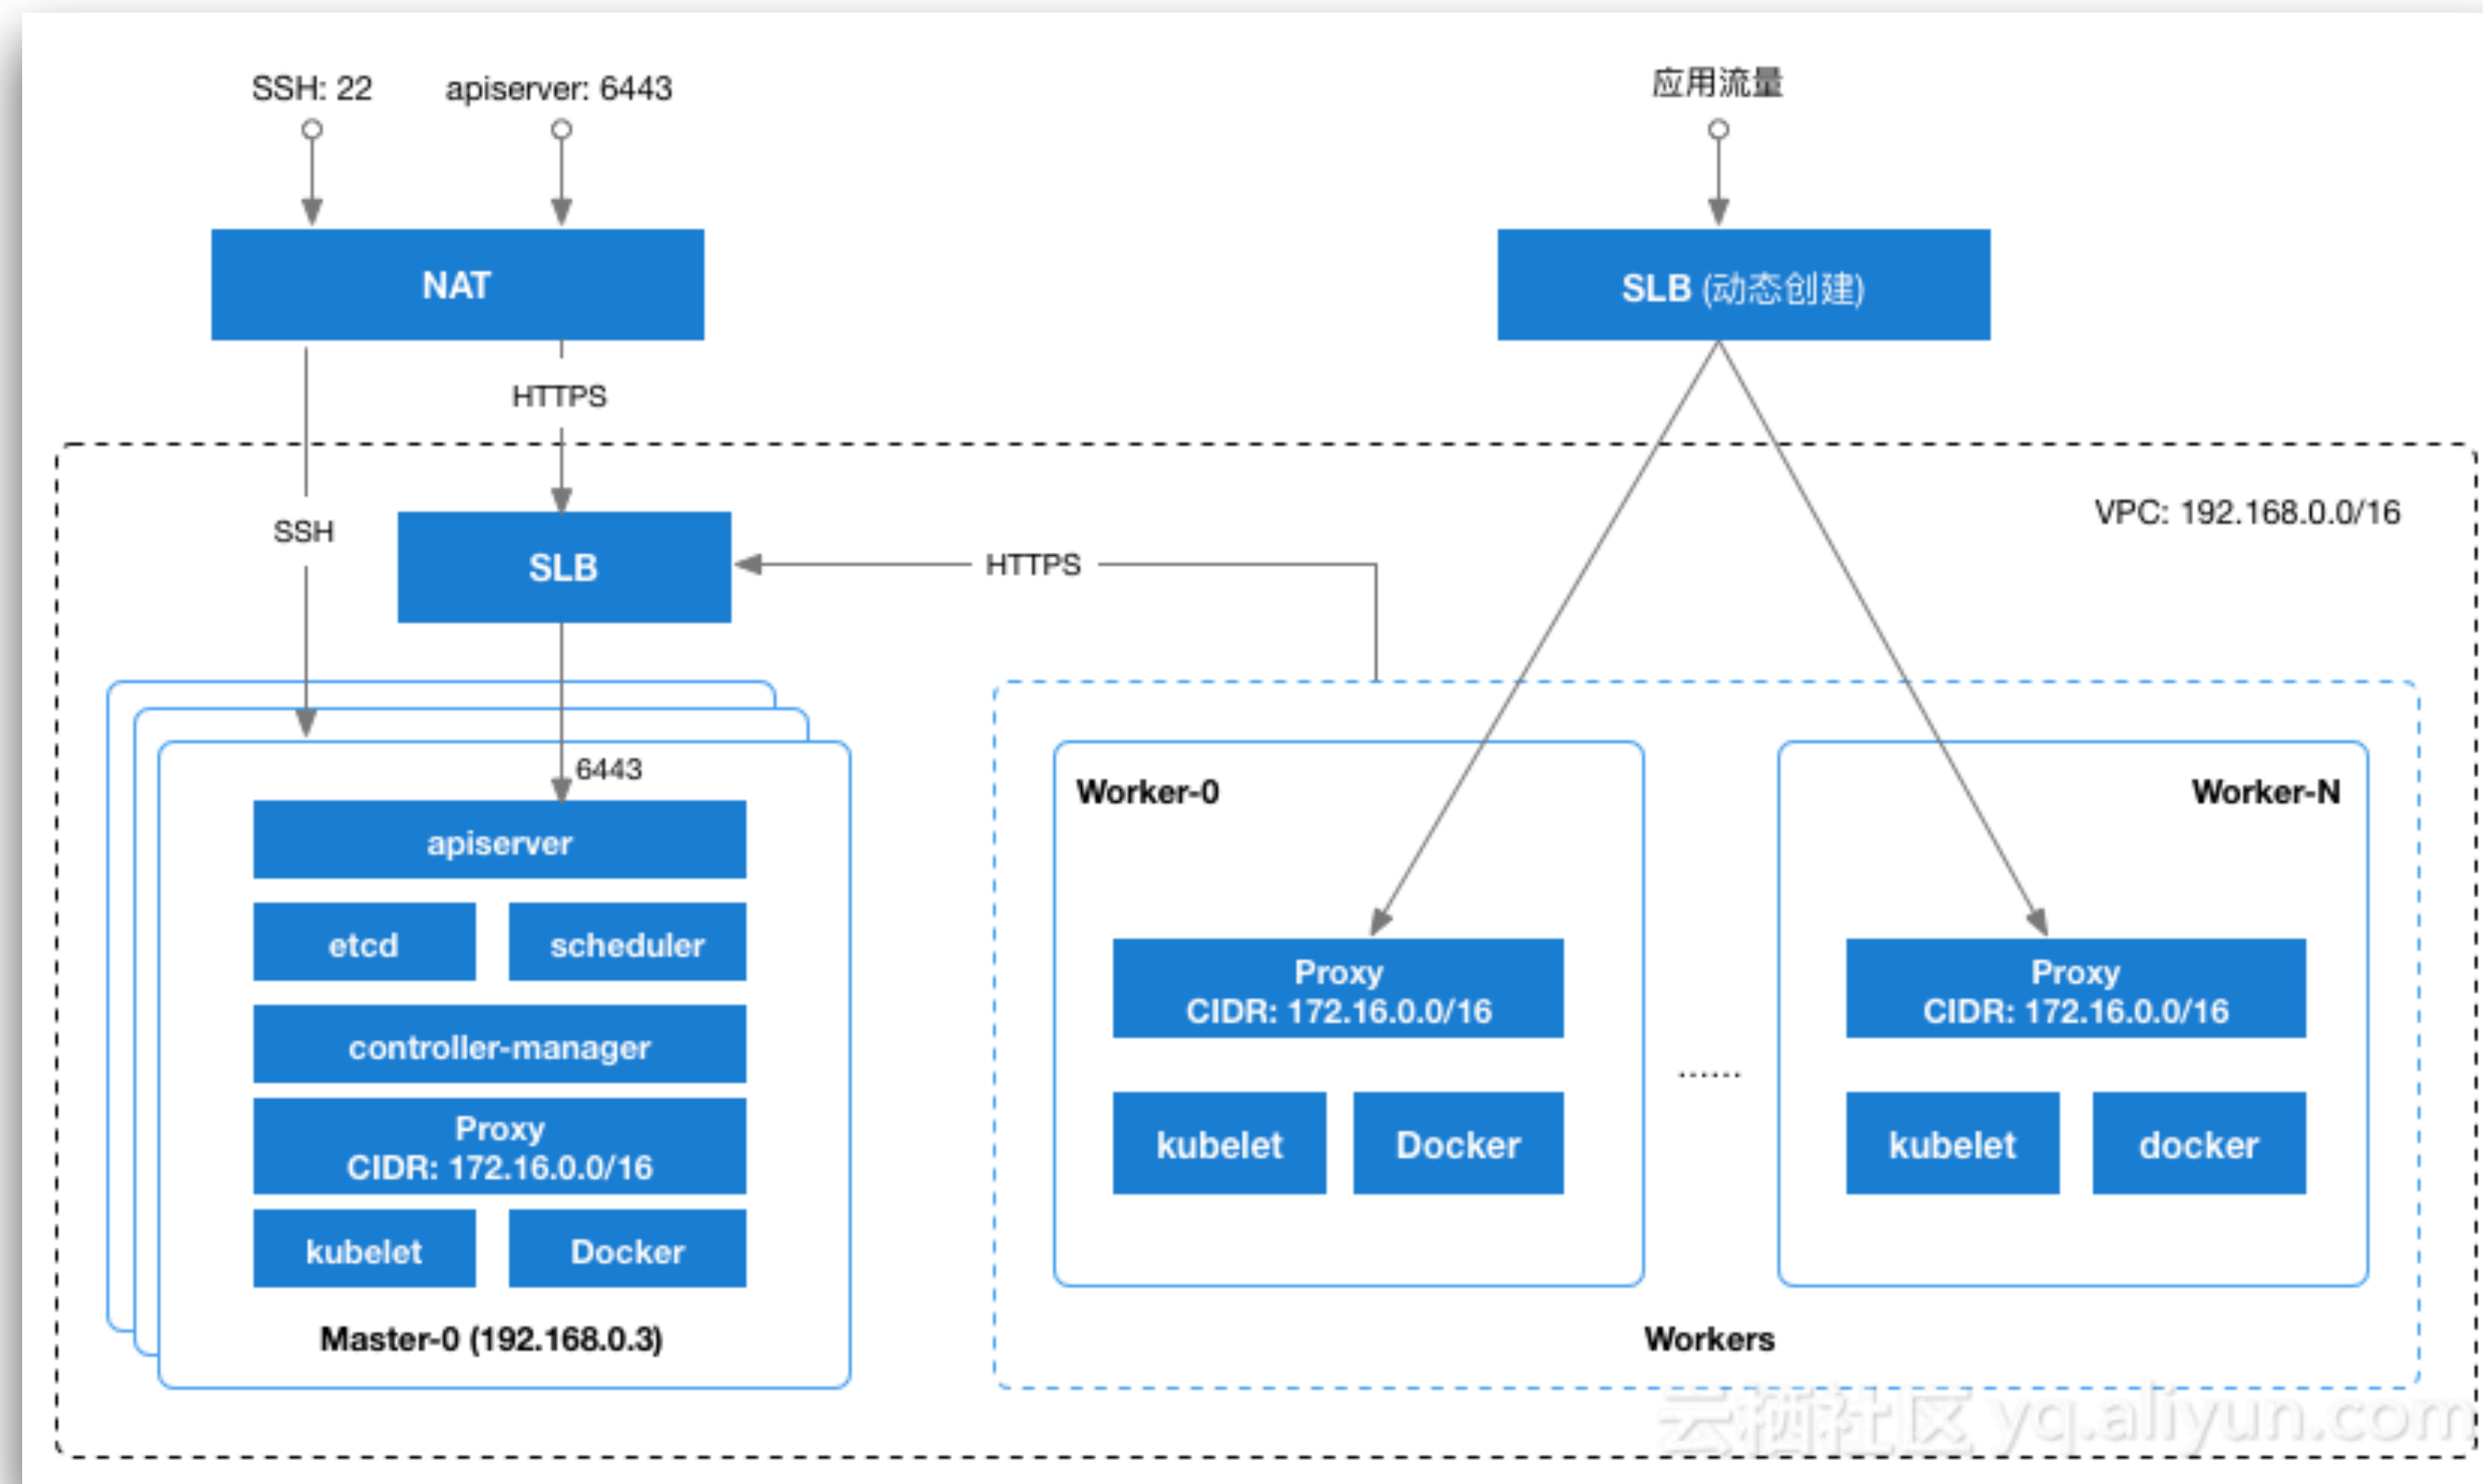 SSH: 22
apiserver: 6443
应用流量
NAT
SLB (动态创建)
HTTPS
VPC: 192.168.0.0/16
SSH
SLB
HTTPS
6443
Worker-0
Worker-N
apiserver
etcd
scheduler
Proxy
CIDR: 172.16.0.0/16
Proxy
CIDR: 172.16.0.0/16
controller-manager
......
Proxy
CIDR: 172.16.0.0/16
kubelet
Docker
kubelet
docker
kubelet
Docker
Master-0 (192.168.0.3)
Workers
云栖社区 yq.aliyun.com